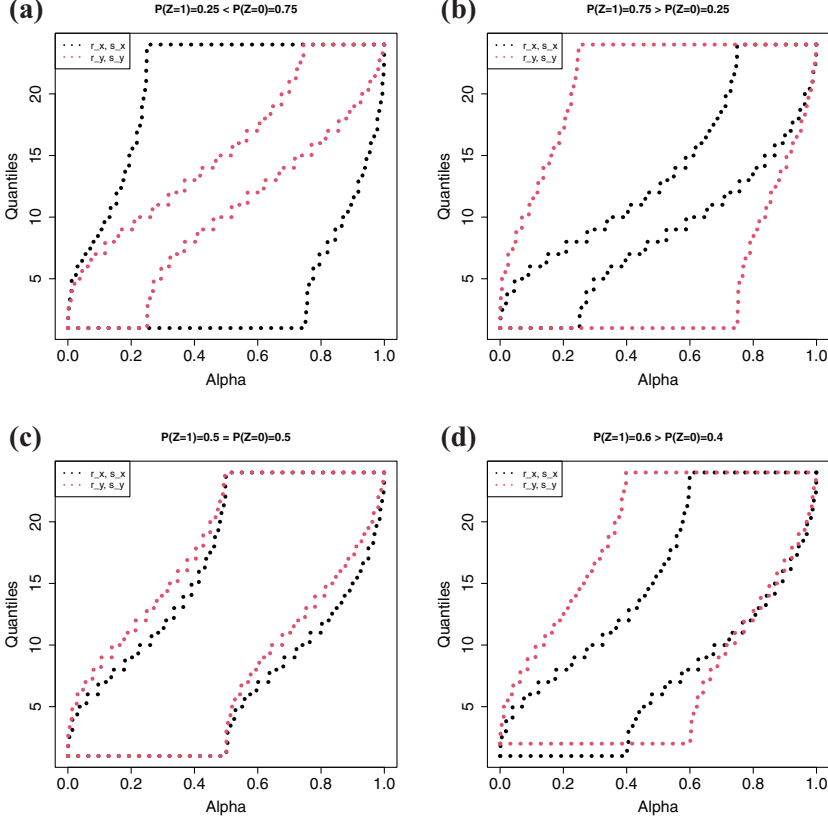 (a)
P(Z=1)=0.25 < P(Z=0)=0.75
r_x, s_x
r_y, s_y
Quantiles
5 10 15 20
0.0 0.2 0.4 0.6 0.8 1.0
Alpha
(b)
P(Z=1)=0.75 > P(Z=0)=0.25
r_x, s_x
r_y, s_y
Quantiles
5 10 15 20
0.0 0.2 0.4 0.6 0.8 1.0
Alpha
(c)
P(Z=1)=0.5 = P(Z=0)=0.5
r_x, s_x
r_y, s_y
Quantiles
5 10 15 20
0.0 0.2 0.4 0.6 0.8 1.0
Alpha
(d)
P(Z=1)=0.6 > P(Z=0)=0.4
r_x, s_x
r_y, s_y
Quantiles
5 10 15 20
0.0 0.2 0.4 0.6 0.8 1.0
Alpha